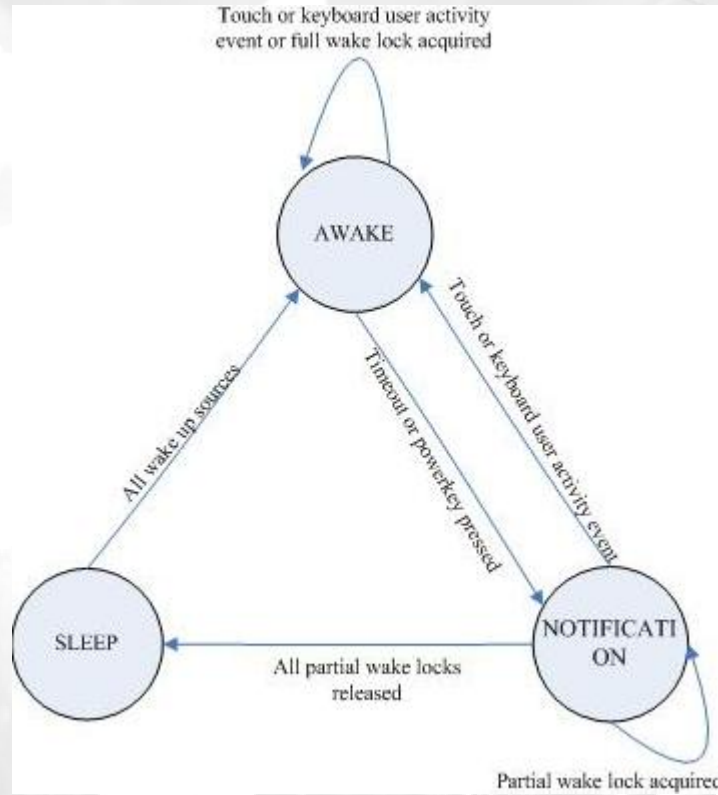 Touch or keyboard user activity
event or full wake lock acquired
AWAKE
Touch or keyboard user activity event
Timeout or powerkey pressed
All wake up sources
SLEEP
NOTIFICATI
ON
All partial wake locks
released
Partial wake lock acquired